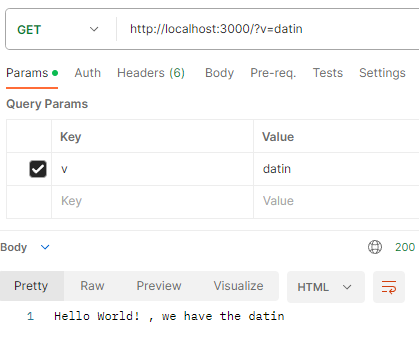 GET http://localhost:3000/?v=datin
Params Auth Headers (6) Body Pre-req. Tests Settings
Query Params
Key Value
v datin
Key Value
Body 200
Pretty Raw Preview Visualize HTML
1 Hello World! , we have the datin